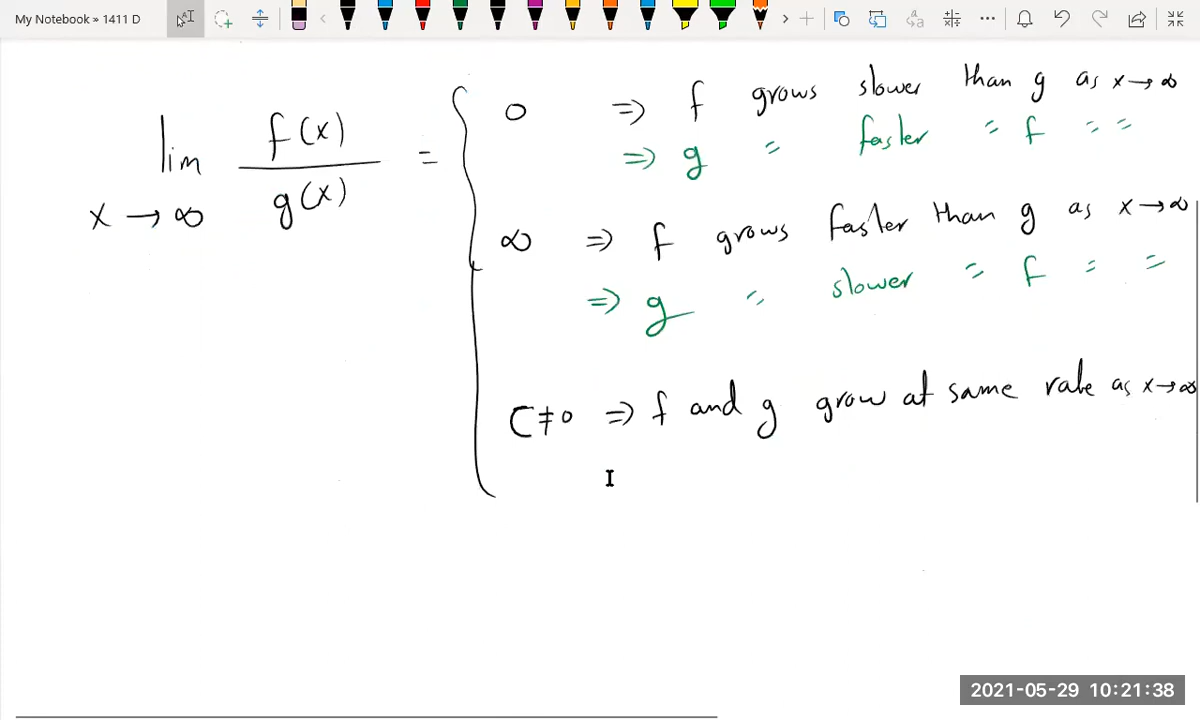 My Notebook » 1411 D
lim x → ∞ f(x) / g(x) =
0 ⇒ f grows slower than g as x → ∞
⇒ g = faster = f = =
∞ ⇒ f grows faster than g as x → ∞
⇒ g = slower = f = =
C ≠ 0 ⇒ f and g grow at same rate as x → ∞
2021-05-29 10:21:38